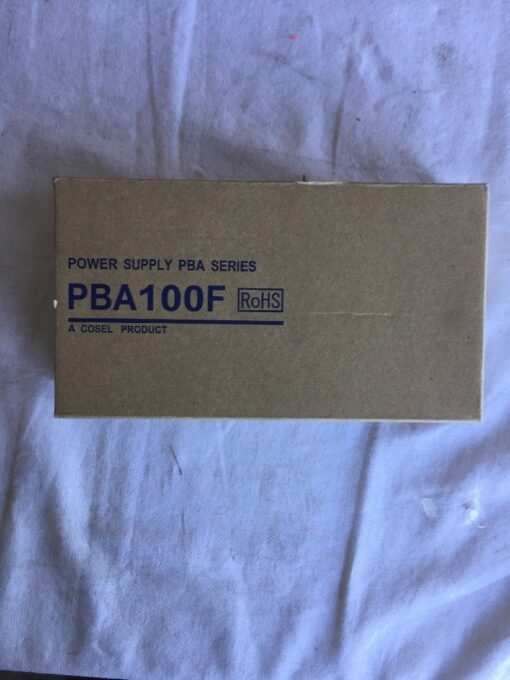 POWER SUPPLY PBA SERIES
PBA100F RoHS
A COSEL PRODUCT